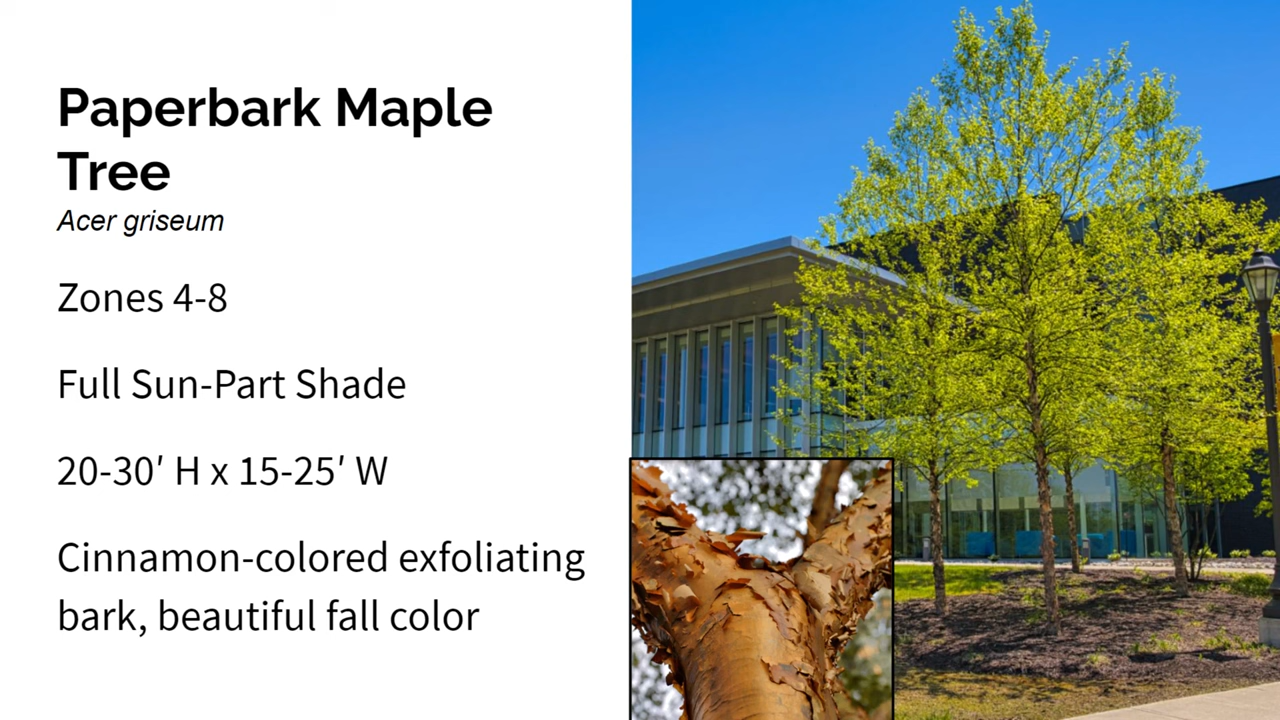 Paperbark Maple
Tree
Acer griseum
Zones 4-8
Full Sun-Part Shade
20-30′ H x 15-25′ W
Cinnamon-colored exfoliating
bark, beautiful fall color